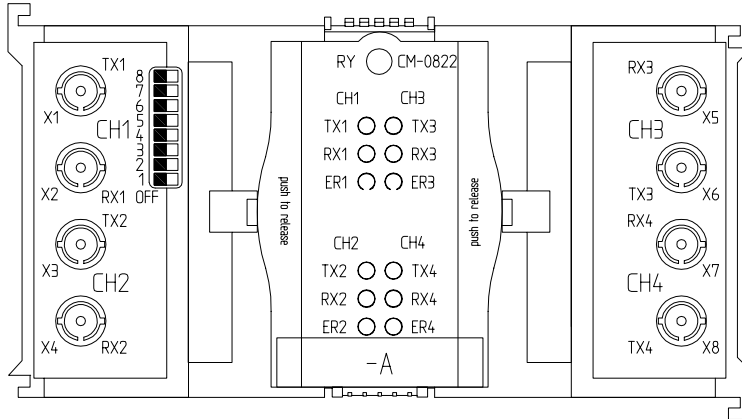 TX1
X1
CH1
X2
RX1
8
7
6
5
4
3
2
1
OFF
TX2
X3
CH2
X4
RX2
RY CM-0822
CH1 CH3
TX1 TX3
RX1 RX3
ER1 ER3
push to release
push to release
CH2 CH4
TX2 TX4
RX2 RX4
ER2 ER4
-A
RX3
X5
CH3
TX3
X6
RX4
X7
CH4
TX4
X8